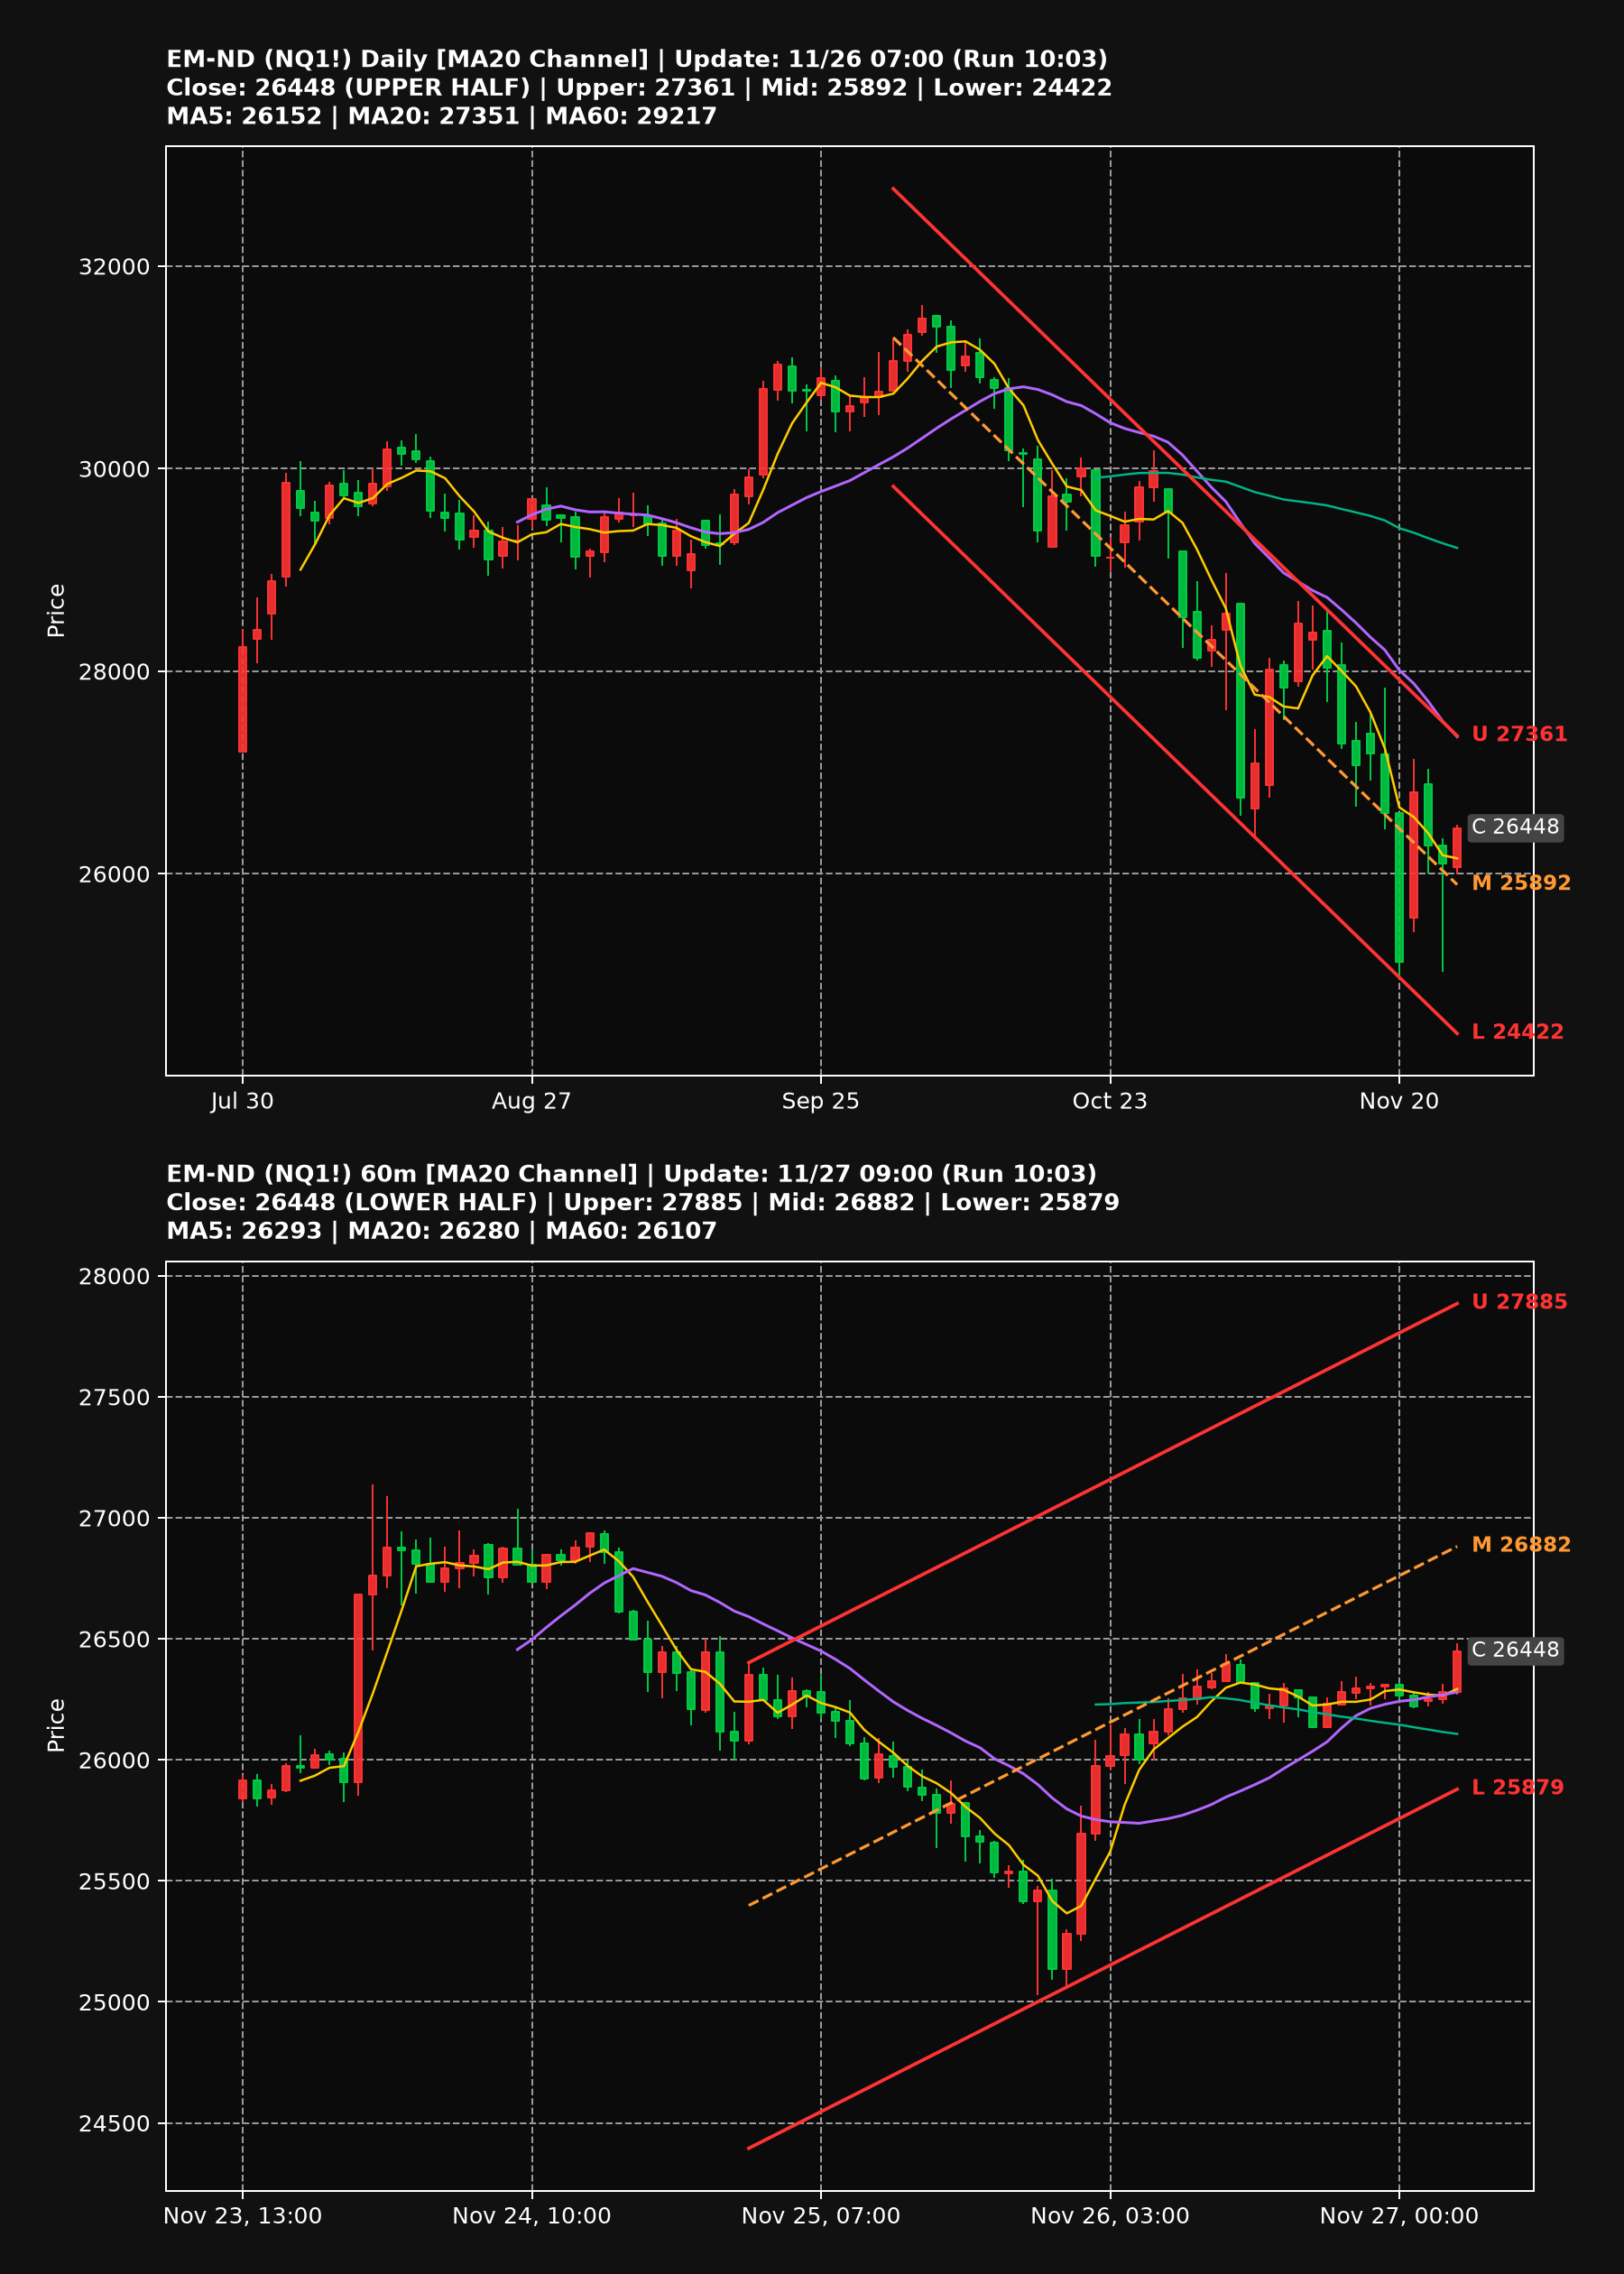 EM-ND (NQ1!) Daily [MA20 Channel] | Update: 11/26 07:00 (Run 10:03)
Close: 26448 (UPPER HALF) | Upper: 27361 | Mid: 25892 | Lower: 24422
MA5: 26152 | MA20: 27351 | MA60: 29217
32000
30000
28000
26000
Price
U 27361
C 26448
M 25892
L 24422
Jul 30
Aug 27
Sep 25
Oct 23
Nov 20
EM-ND (NQ1!) 60m [MA20 Channel] | Update: 11/27 09:00 (Run 10:03)
Close: 26448 (LOWER HALF) | Upper: 27885 | Mid: 26882 | Lower: 25879
MA5: 26293 | MA20: 26280 | MA60: 26107
28000
27500
27000
26500
26000
25500
25000
24500
Price
U 27885
M 26882
C 26448
L 25879
Nov 23, 13:00
Nov 24, 10:00
Nov 25, 07:00
Nov 26, 03:00
Nov 27, 00:00